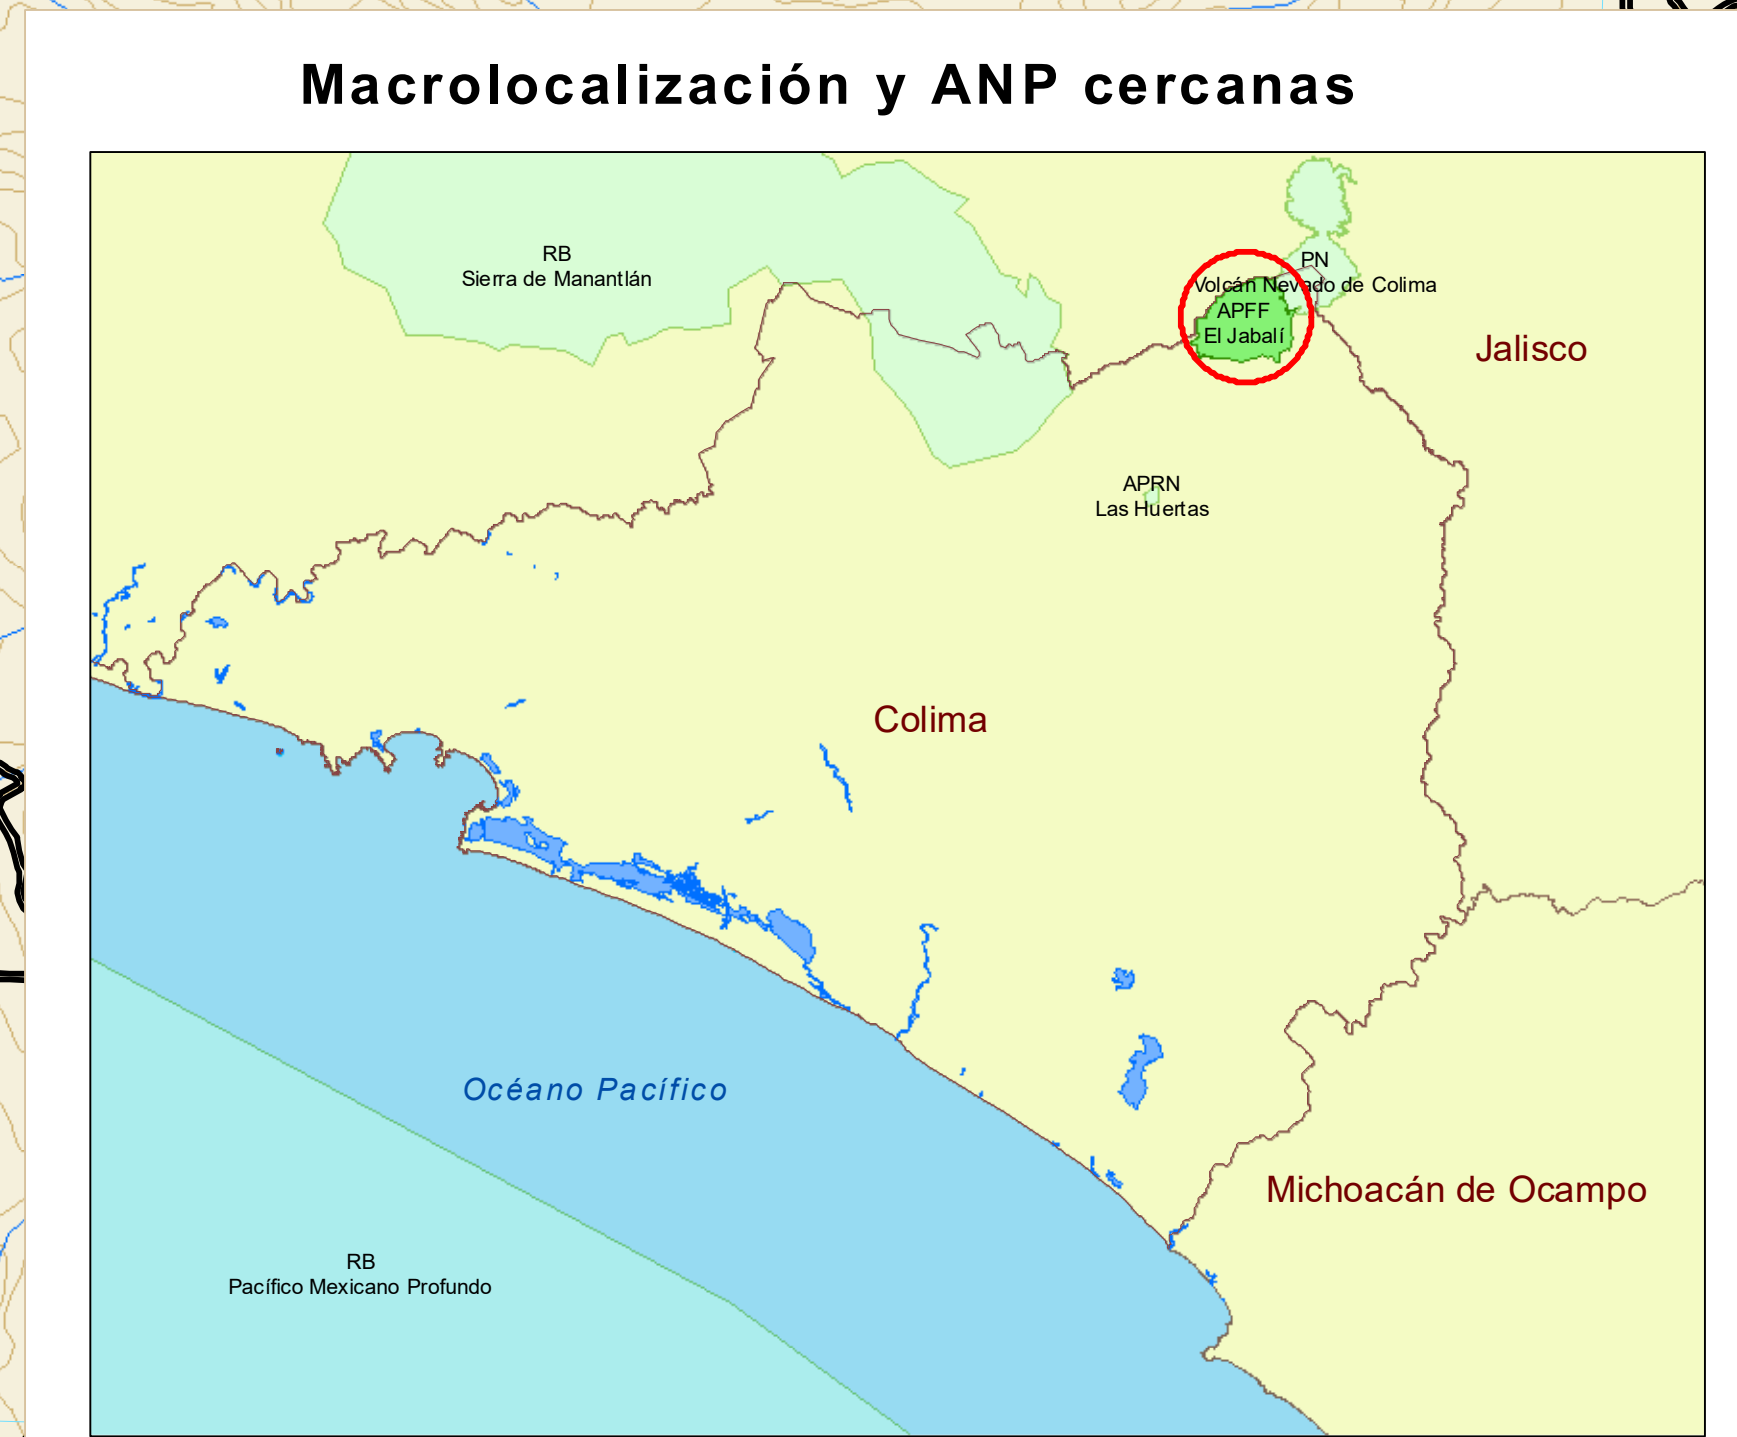 Macrolocalización y ANP cercanas
RB
Sierra de Manantlán
PN
Volcán Nevado de Colima
APFF
El Jabalí
Jalisco
APRN
Las Huertas
Colima
Océano Pacífico
Michoacán de Ocampo
RB
Pacífico Mexicano Profundo